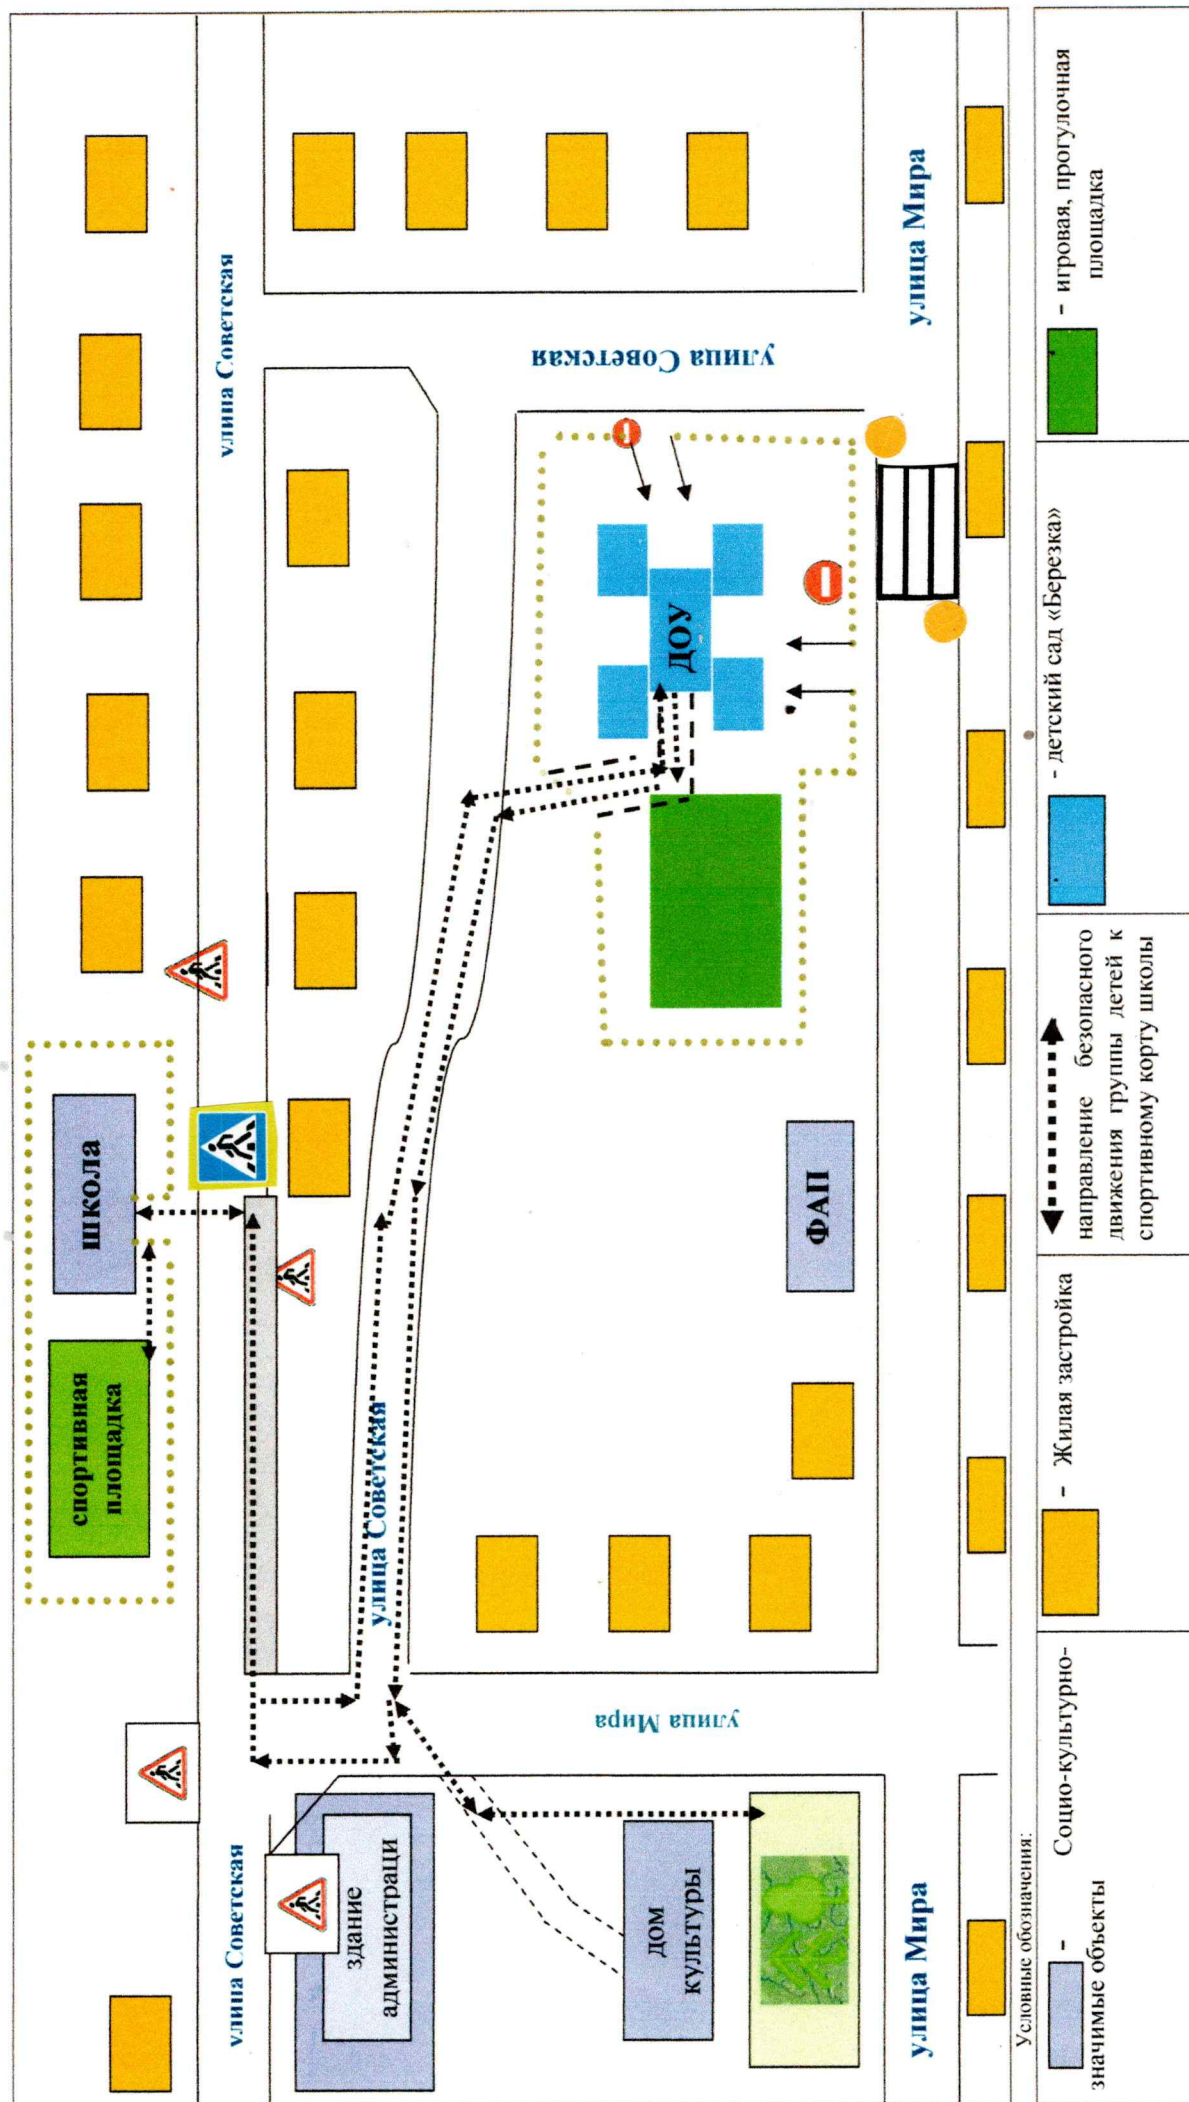 улица Советская
улица Советская
улица Советская
улица Советская
улица Мира
улица Мира
улица Мира
школа
спортивная
площадка
ДОУ
ФАП
здание
администраци
дом
культуры
Условные обозначения:
- Социо-культурно-
значимые объекты
- Жилая застройка
направление безопасного
движения группы детей к
спортивному корту школы
- детский сад «Березка»
- игровая, прогулочная
площадка